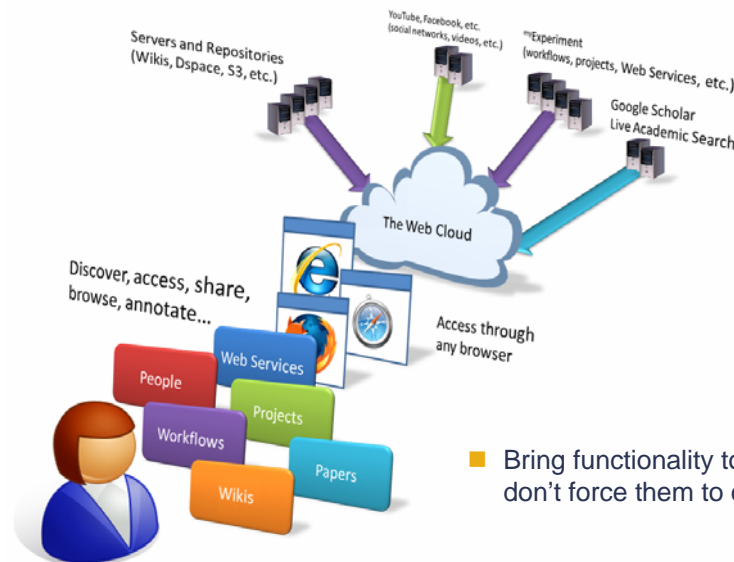 YouTube, Facebook, etc.
(social networks, videos, etc.)
Servers and Repositories
(Wikis, Dspace, S3, etc.)
myExperiment
(workflows, projects, Web Services, etc.)
Google Scholar
Live Academic Search
The Web Cloud
Discover, access, share,
browse, annotate...
Access through
any browser
Web Services
People
Projects
Workflows
Papers
Wikis
Bring functionality to
don't force them to